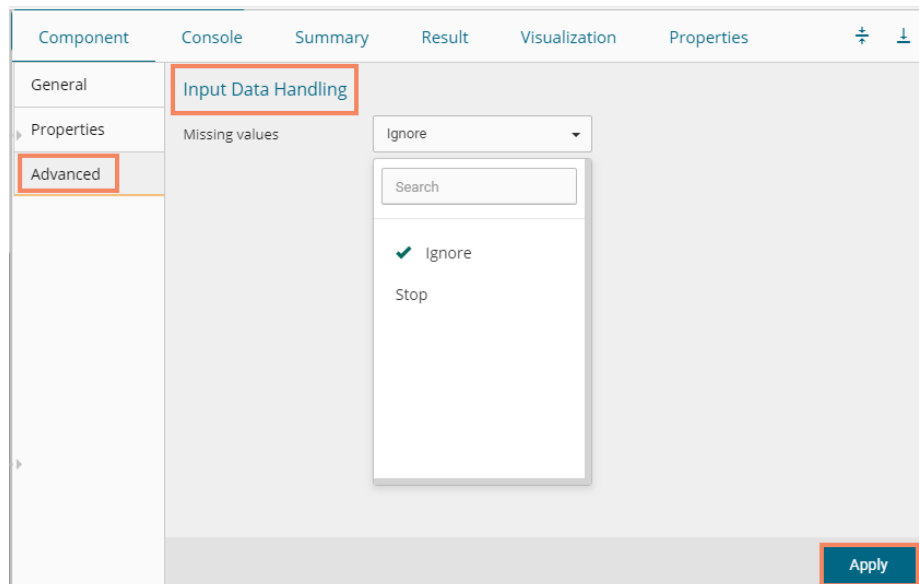 Component Console Summary Result Visualization Properties
General
Input Data Handling
Properties
Missing values Ignore
Advanced
Search
Ignore
Stop
Apply